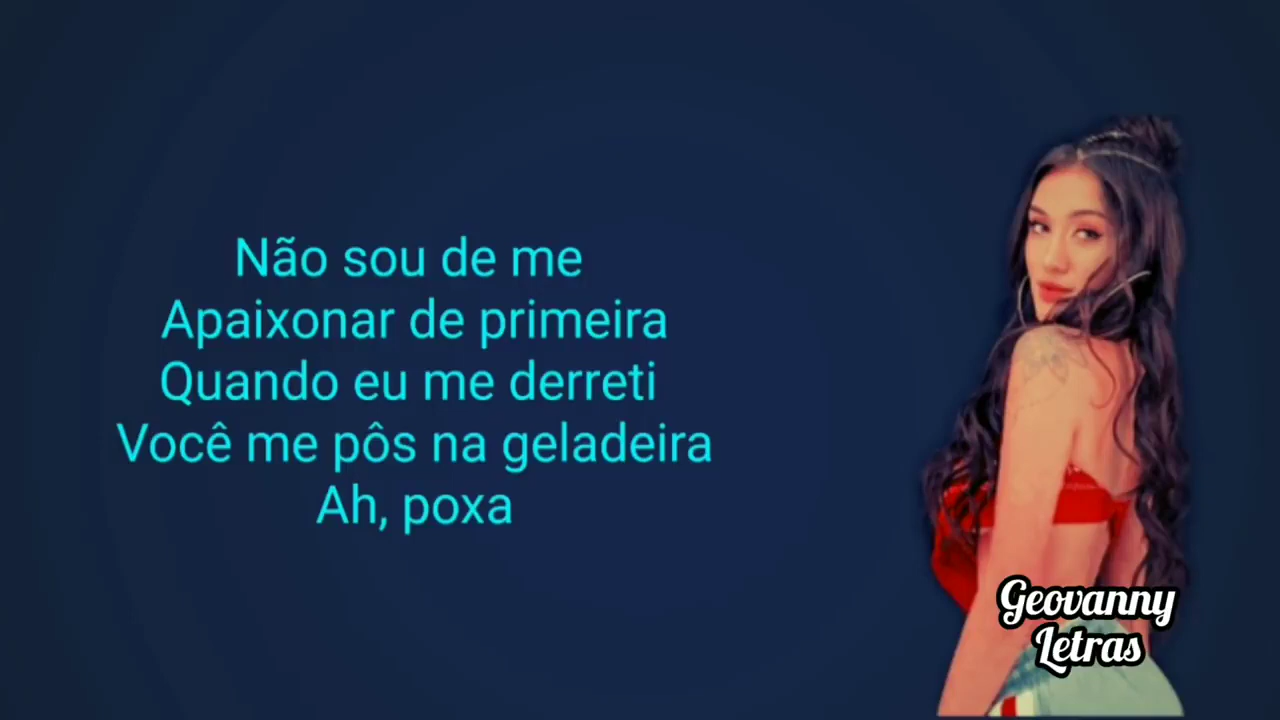 Não sou de me
Apaixonar de primeira
Quando eu me derreti
Você me pôs na geladeira
Ah, poxa
Geovanny
Letras